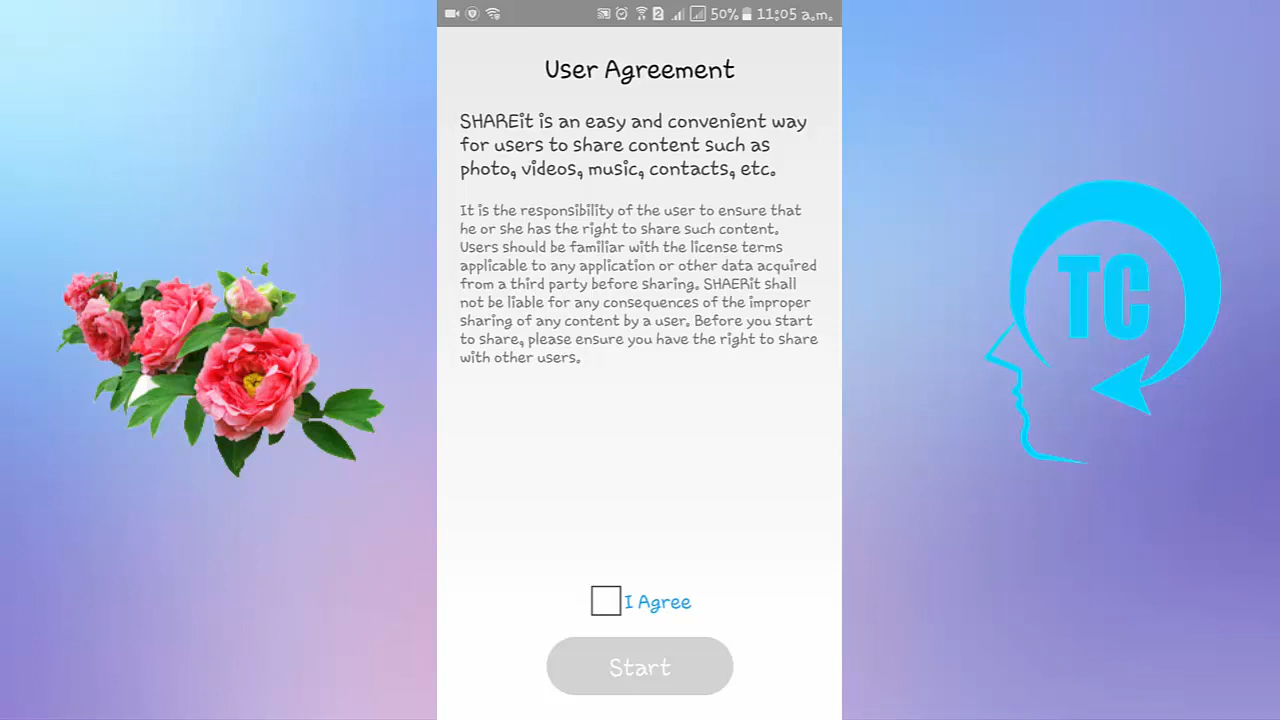 50% 11:05 a.m.
User Agreement
SHAREit is an easy and convenient way
for users to share content such as
photo, videos, music, contacts, etc.
It is the responsibility of the user to ensure that
he or she has the right to share such content.
Users should be familiar with the license terms
applicable to any application or other data acquired
from a third party before sharing. SHAERit shall
not be liable for any consequences of the improper
sharing of any content by a user. Before you start
to share, please ensure you have the right to share
with other users.
TC
I Agree
Start